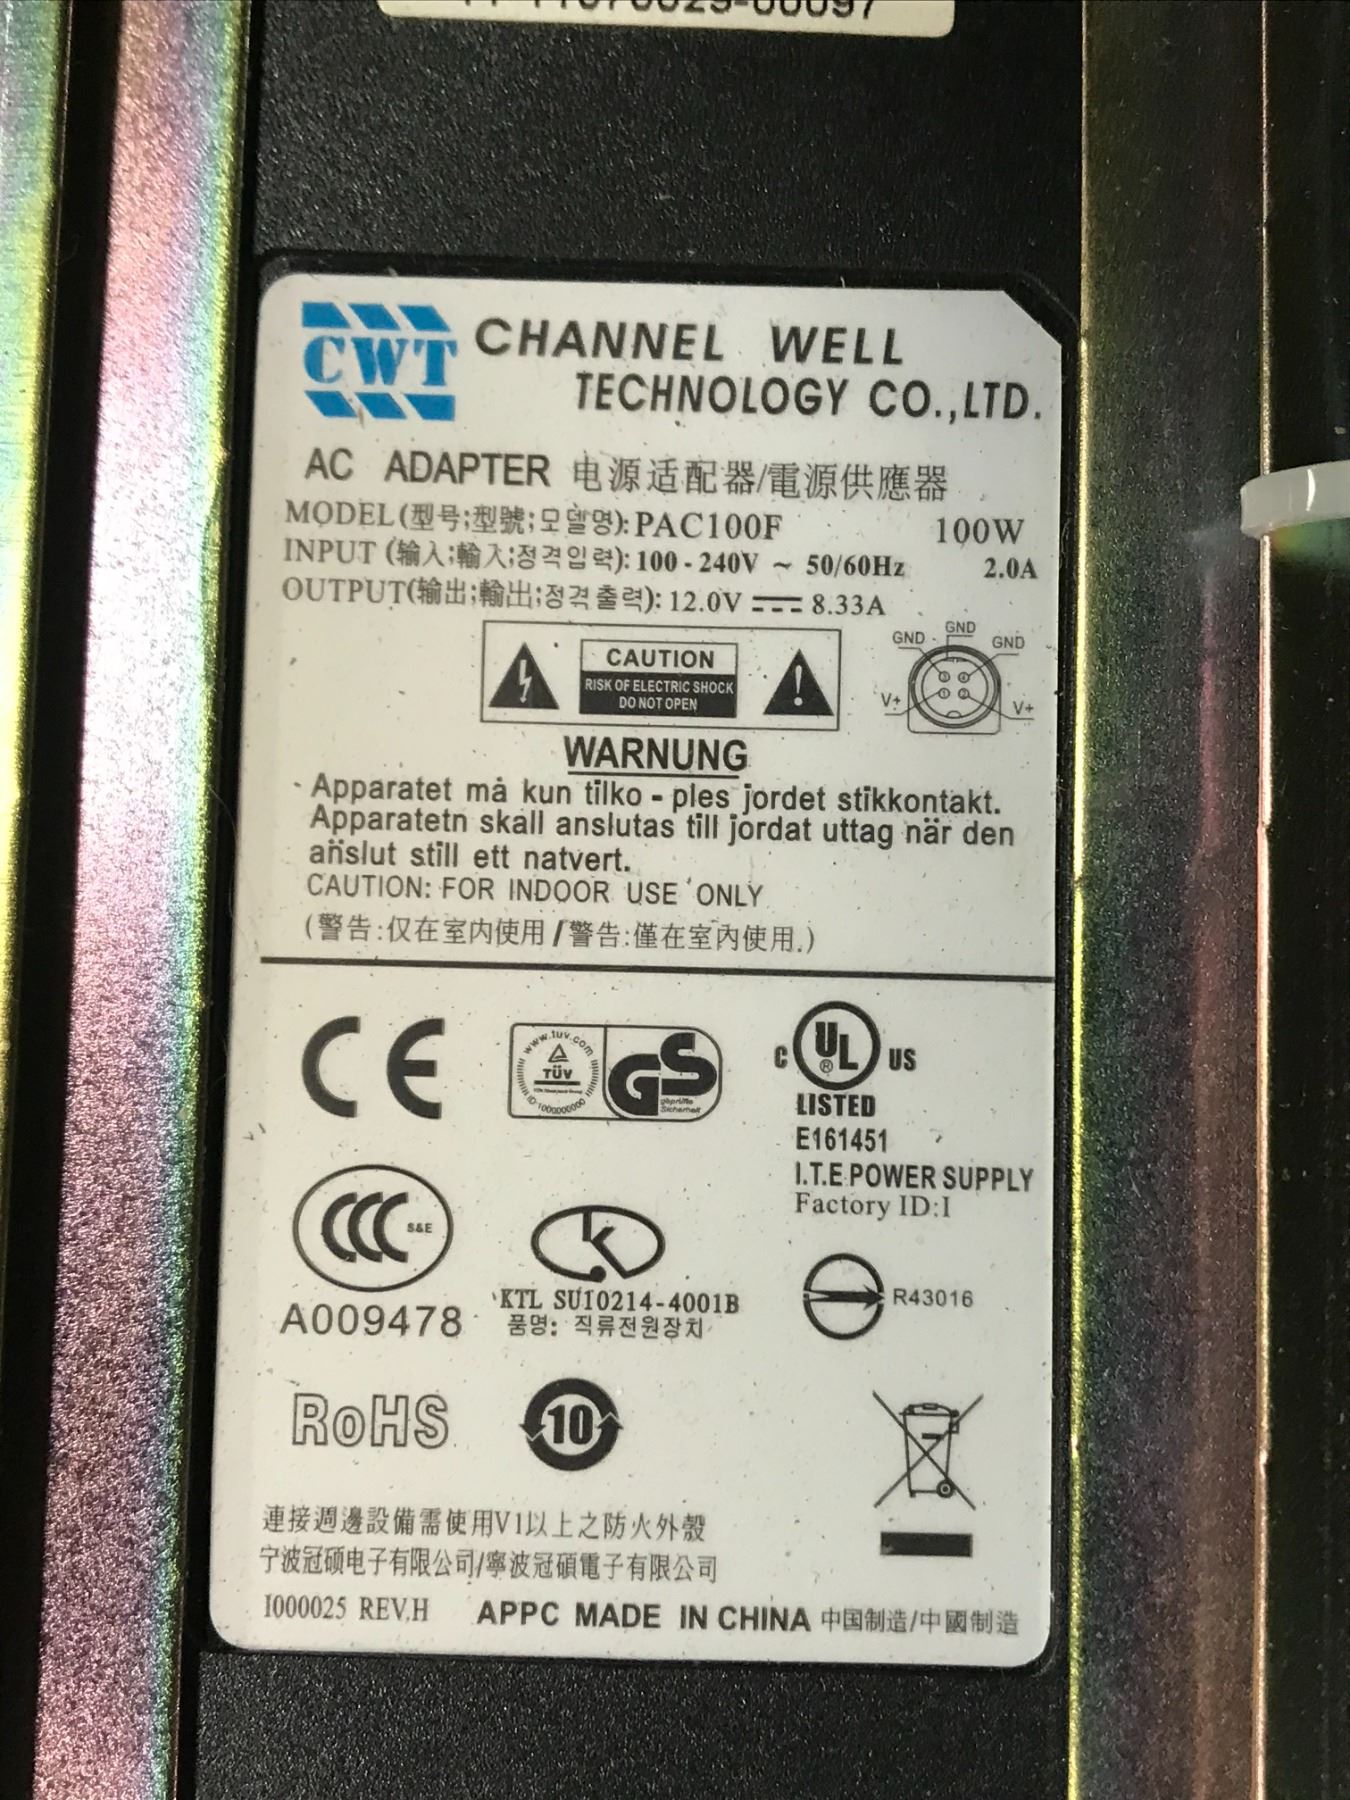 CWT CHANNEL WELL
TECHNOLOGY CO.,LTD.
AC ADAPTER 电源适配器/電源供應器
MODEL(型号;型號;모델명): PAC100F 100W
INPUT (输入;輸入;정격입력): 100-240V ~ 50/60Hz 2.0A
OUTPUT(输出;輸出;정격출력): 12.0V 8.33A
CAUTION
RISK OF ELECTRIC SHOCK
DO NOT OPEN
GND GND GND
V+ V+
WARNUNG
Apparatet må kun tilko - ples jordet stikkontakt.
Apparatetn skall anslutas till jordat uttag när den
anslut still ett natvert.
CAUTION: FOR INDOOR USE ONLY
(警告:仅在室内使用/警告:僅在室內使用.)
CE
www.tuv.com
TÜV
ID:1000000000
GS
geprüfte
Sicherheit
C UL ® US
LISTED
E161451
I.T.E POWER SUPPLY
Factory ID:I
CCC S&E
A009478
K
KTL SU10214-4001B
품명: 직류전원장치
R43016
RoHS
10
連接週邊設備需使用V1以上之防火外殼
宁波冠硕电子有限公司/寧波冠碩電子有限公司
I000025 REV.H APPC MADE IN CHINA 中国制造/中國制造